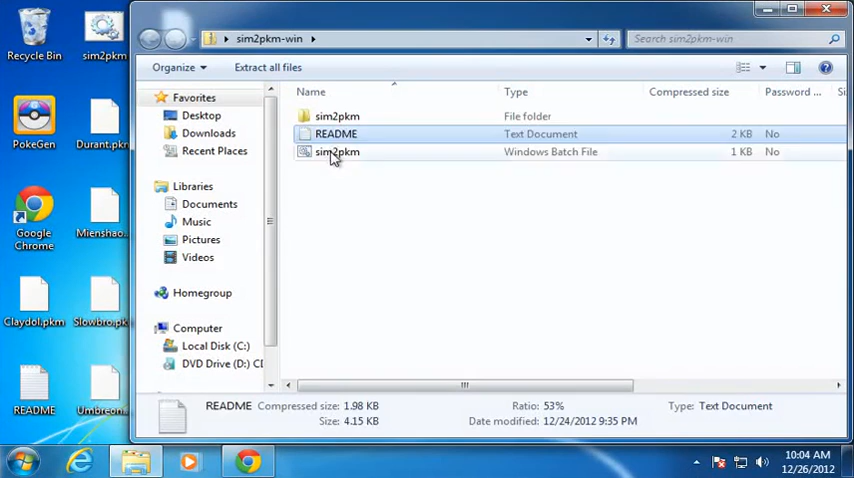 Recycle Bin
sim2pkm
PokeGen
Durant.pkm
Google
Chrome
Mienshao...
Claydol.pkm
Slowbro.pk
README
Umbreon...
sim2pkm-win
Search sim2pkm-win
Organize
Extract all files
Name
Type
Compressed size
Password ...
Si
sim2pkm
File folder
README
Text Document
2 KB
No
sim2pkm
Windows Batch File
1 KB
No
Favorites
Desktop
Downloads
Recent Places
Libraries
Documents
Music
Pictures
Videos
Homegroup
Computer
Local Disk (C:)
DVD Drive (D:) CD
README
Compressed size: 1.98 KB
Ratio: 53%
Type: Text Document
Size: 4.15 KB
Date modified: 12/24/2012 9:35 PM
10:04 AM
12/26/2012